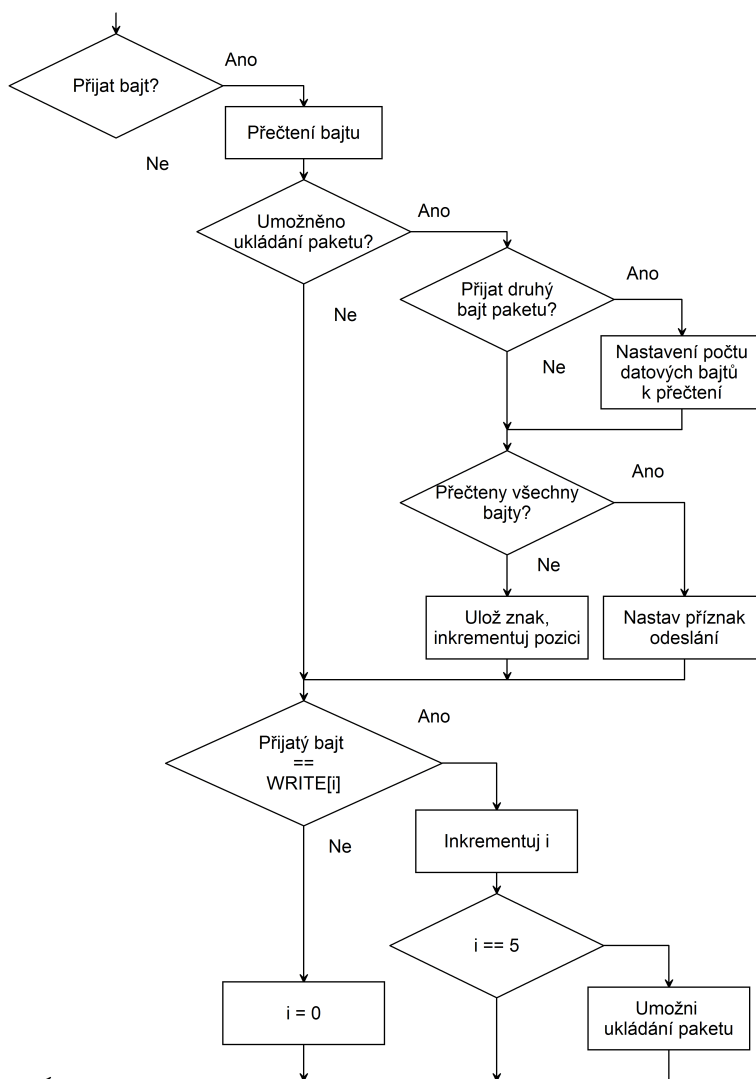 Ano
Přijat bajt?
Přečtení bajtu
Ne
Umožněno
ukládání paketu?
Ano
Ano
Přijat druhý
bajt paketu?
Ne
Nastavení počtu
datových bajtů
k přečtení
Ne
Ano
Přečteny všechny
bajty?
Ne
Ulož znak,
inkrementuj pozici
Nastav příznak
odeslání
Ano
Přijatý bajt
==
WRITE[i]
Inkrementuj i
Ne
i == 5
i = 0
Umožni
ukládání paketu